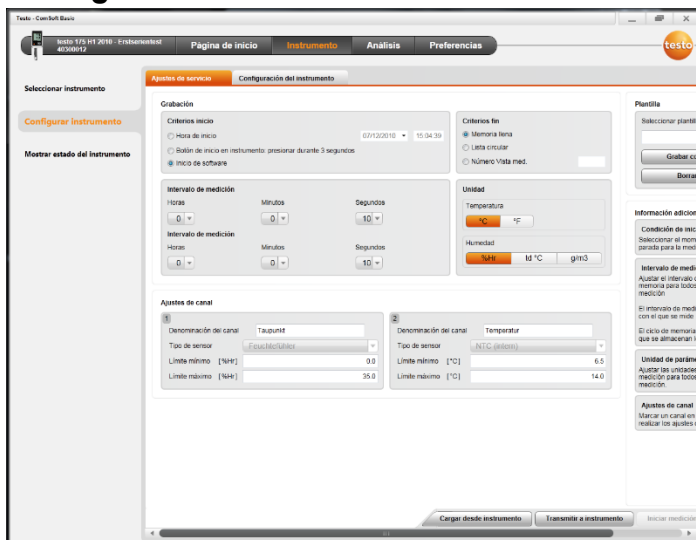 Testo - ComSoft Basic
testo 175 H1 2010 - Erstserientest
40300012
Página de inicio
Instrumento
Análisis
Preferencias
testo
Seleccionar instrumento
Configurar instrumento
Mostrar estado del instrumento
Ajustes de servicio
Configuración del instrumento
Grabación
Criterios inicio
Hora de inicio
07/12/2010
15:04:39
Botón de inicio en instrumento: presionar durante 3 segundos
Inicio de software
Criterios fin
Memoria llena
Lista circular
Número Vista med.
Intervalo de medición
Horas Minutos Segundos
0 0 10
Intervalo de medición
Horas Minutos Segundos
0 0 10
Unidad
Temperatura
°C °F
Humedad
%Hr td °C g/m3
Ajustes de canal
1
Denominación del canal Taupunkt
Tipo de sensor Feuchtefühler
Límite mínimo [%Hr] 0.0
Límite máximo [%Hr] 35.0
2
Denominación del canal Temperatur
Tipo de sensor NTC (intern)
Límite mínimo [°C] 6.5
Límite máximo [°C] 14.0
Plantilla
Seleccionar plantill
Grabar co
Borrar
Información adicion
Condición de inic
Seleccionar el mom
parada para la med
Intervalo de medi
Ajustar el intervalo d
memoria para todos
medición
El intervalo de medi
con el que se mide
El ciclo de memoria
que se almacenan l
Unidad de paráme
Ajustar las unidades
medición para todos
medición.
Ajustes de canal
Marcar un canal en
realizar los ajustes d
Cargar desde instrumento
Transmitir a instrumento
Iniciar medición